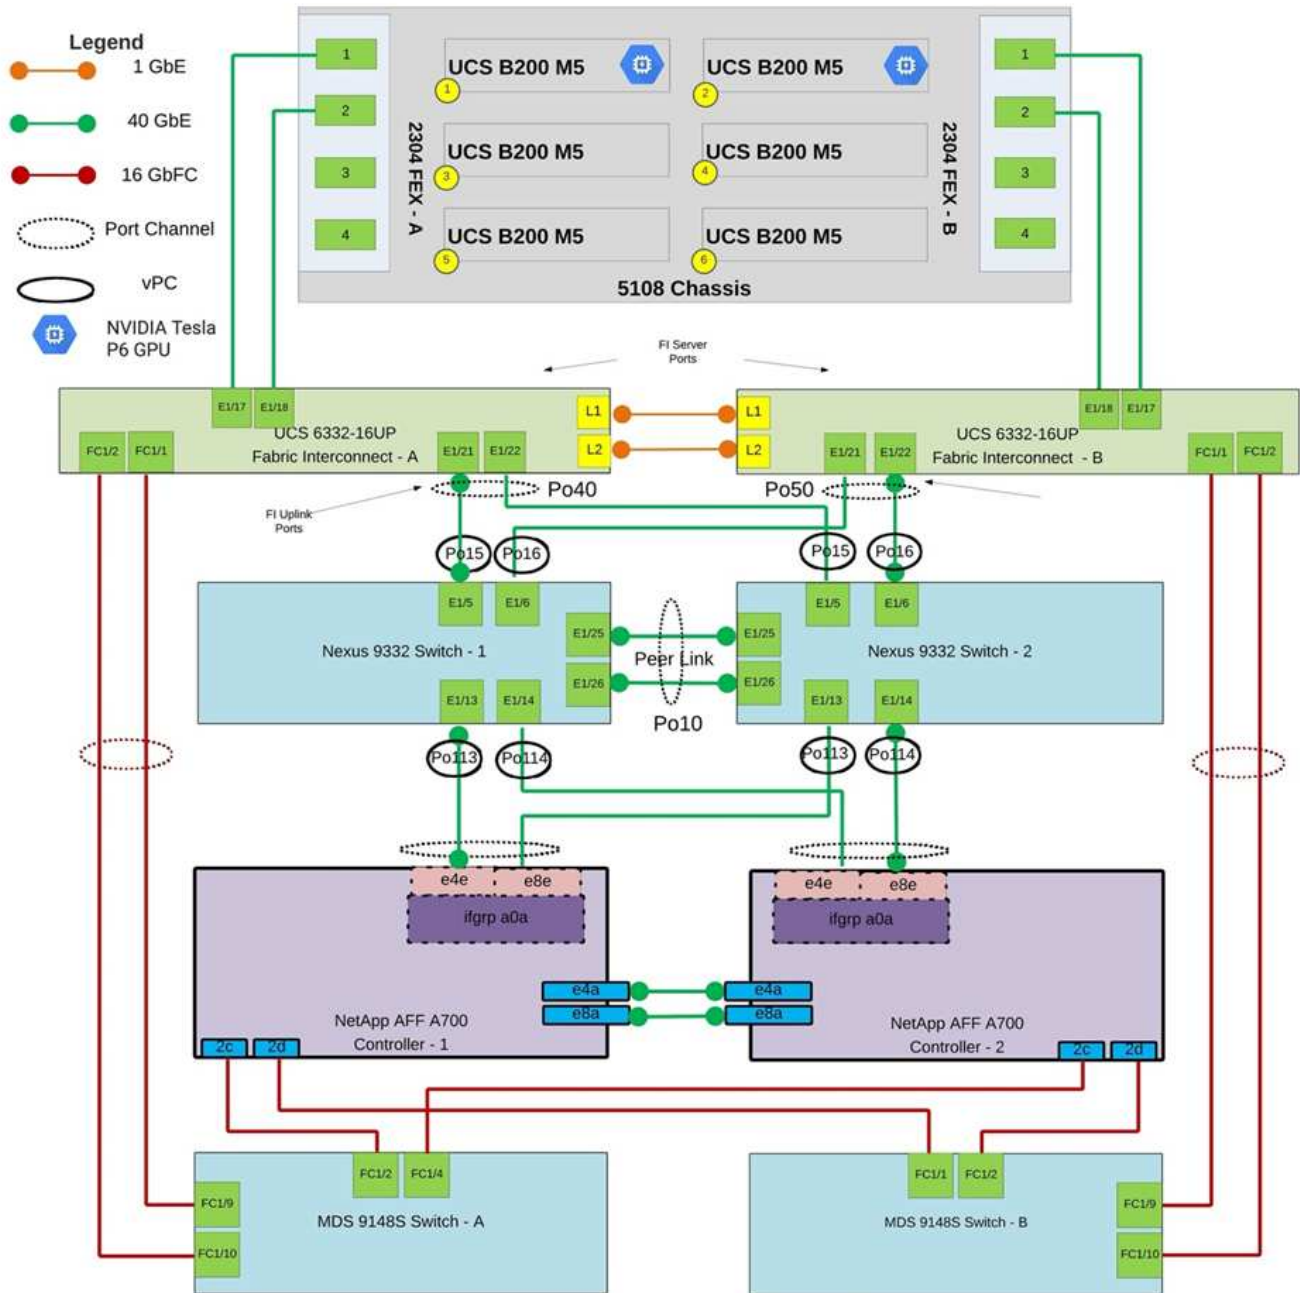 Legend
1 GbE
40 GbE
16 GbFC
Port Channel
vPC
NVIDIA Tesla
P6 GPU
1
2
3
4
2304 FEX - A
UCS B200 M5
1
UCS B200 M5
2
UCS B200 M5
3
UCS B200 M5
4
UCS B200 M5
5
UCS B200 M5
6
5108 Chassis
2304 FEX - B
1
2
3
4
FI Server
Ports
E1/17
E1/18
UCS 6332-16UP
Fabric Interconnect - A
FC1/2
FC1/1
E1/21
E1/22
L1
L2
L1
L2
E1/18
E1/17
UCS 6332-16UP
Fabric Interconnect - B
E1/21
E1/22
FC1/1
FC1/2
FI Uplink
Ports
Po40
Po50
Po15
Po16
Po15
Po16
E1/5
E1/6
E1/25
E1/26
Nexus 9332 Switch - 1
E1/13
E1/14
Peer Link
Po10
E1/5
E1/6
E1/25
E1/26
Nexus 9332 Switch - 2
E1/13
E1/14
Po113
Po114
Po113
Po114
e4e
e8e
ifgrp a0a
e4a
e8a
NetApp AFF A700
Controller - 1
2c
2d
e4e
e8e
ifgrp a0a
e4a
e8a
NetApp AFF A700
Controller - 2
2c
2d
FC1/2
FC1/4
FC1/9
MDS 9148S Switch - A
FC1/10
FC1/1
FC1/2
FC1/9
MDS 9148S Switch - B
FC1/10